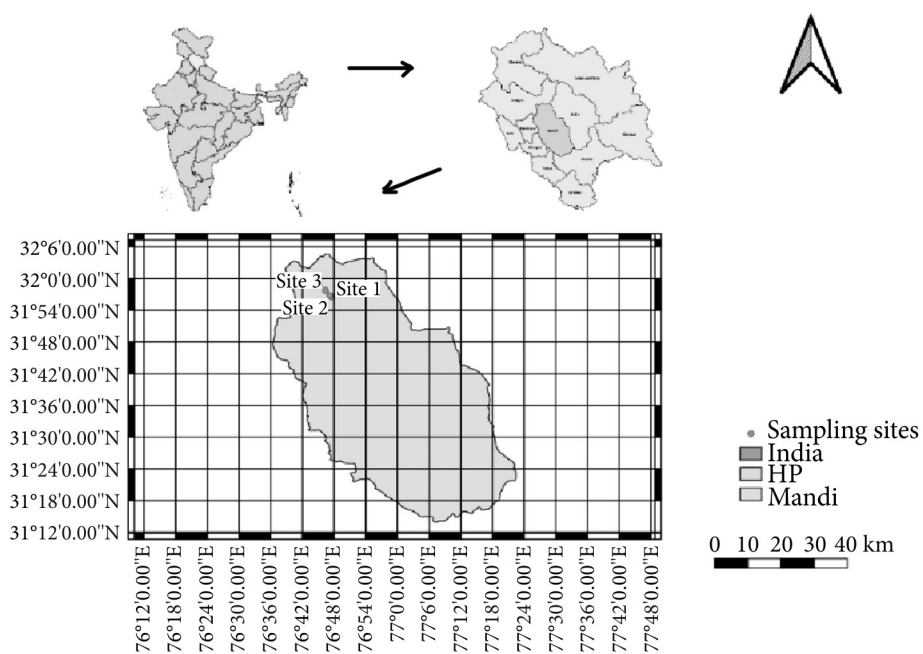 32°6'0.00"N
32°0'0.00"N
31°54'0.00"N
31°48'0.00"N
31°42'0.00"N
31°36'0.00"N
31°30'0.00"N
31°24'0.00"N
31°18'0.00"N
31°12'0.00"N
Site 3
Site 1
Site 2
76°12'0.00"E
76°18'0.00"E
76°24'0.00"E
76°30'0.00"E
76°36'0.00"E
76°42'0.00"E
76°48'0.00"E
76°54'0.00"E
77°0'0.00"E
77°6'0.00"E
77°12'0.00"E
77°18'0.00"E
77°24'0.00"E
77°30'0.00"E
77°36'0.00"E
77°42'0.00"E
77°48'0.00"E
Sampling sites
India
HP
Mandi
0 10 20 30 40 km